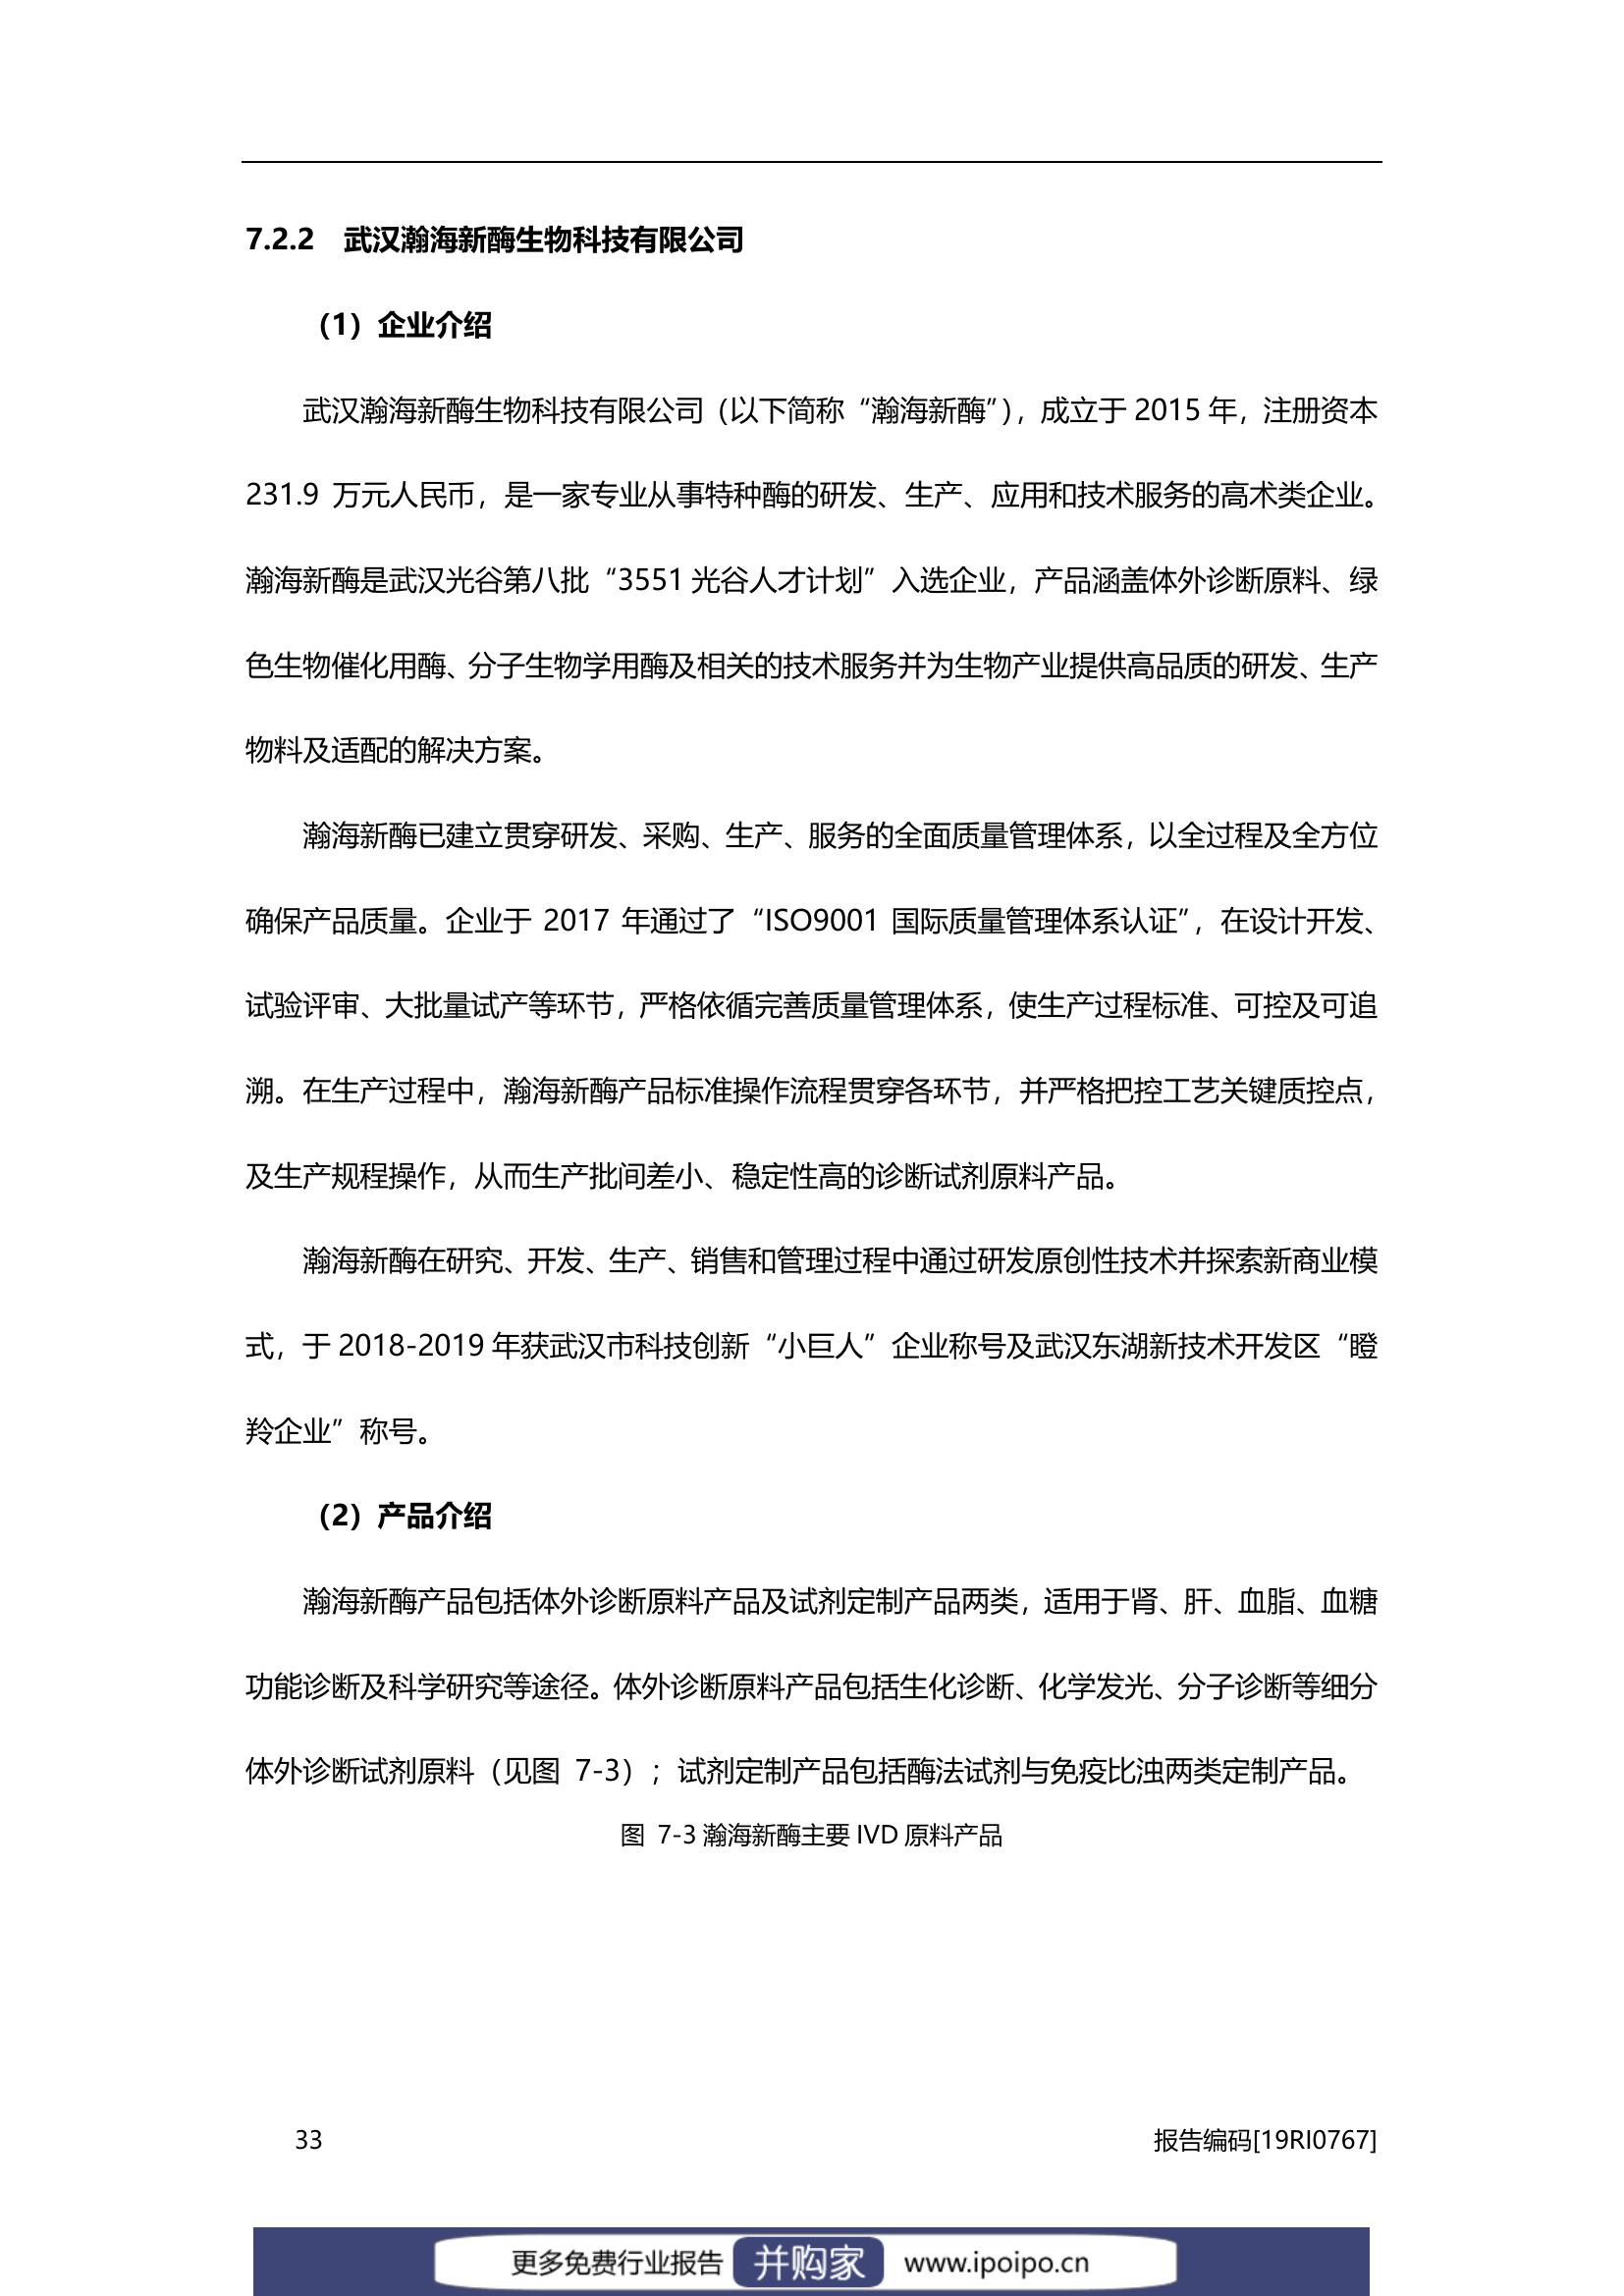 7.2.2 武汉瀚海新酶生物科技有限公司
（1）企业介绍
武汉瀚海新酶生物科技有限公司（以下简称“瀚海新酶”），成立于 2015 年，注册资本
231.9 万元人民币，是一家专业从事特种酶的研发、生产、应用和技术服务的高术类企业。
瀚海新酶是武汉光谷第八批“3551 光谷人才计划”入选企业，产品涵盖体外诊断原料、绿
色生物催化用酶、分子生物学用酶及相关的技术服务并为生物产业提供高品质的研发、生产
物料及适配的解决方案。
瀚海新酶已建立贯穿研发、采购、生产、服务的全面质量管理体系，以全过程及全方位
确保产品质量。企业于 2017 年通过了“ISO9001 国际质量管理体系认证”，在设计开发、
试验评审、大批量试产等环节，严格依循完善质量管理体系，使生产过程标准、可控及可追
溯。在生产过程中，瀚海新酶产品标准操作流程贯穿各环节，并严格把控工艺关键质控点，
及生产规程操作，从而生产批间差小、稳定性高的诊断试剂原料产品。
瀚海新酶在研究、开发、生产、销售和管理过程中通过研发原创性技术并探索新商业模
式，于 2018-2019 年获武汉市科技创新“小巨人”企业称号及武汉东湖新技术开发区“瞪
羚企业”称号。
（2）产品介绍
瀚海新酶产品包括体外诊断原料产品及试剂定制产品两类，适用于肾、肝、血脂、血糖
功能诊断及科学研究等途径。体外诊断原料产品包括生化诊断、化学发光、分子诊断等细分
体外诊断试剂原料（见图 7-3）；试剂定制产品包括酶法试剂与免疫比浊两类定制产品。
图 7-3 瀚海新酶主要 IVD 原料产品
33 报告编码[19RI0767]
更多免费行业报告 并购家 www.ipoipo.cn